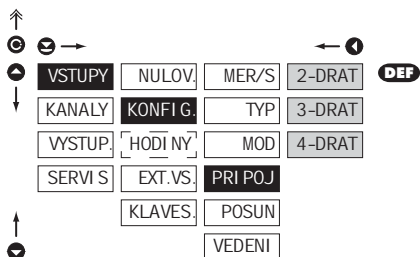 VSTUPY NULOV. MER/S 2-DRAT DEF
KANALY KONFIG. TYP 3-DRAT
VYSTUP. HODINY MOD 4-DRAT
SERVIS EXT.VS. PRIPOJ
KLAVES. POSUN
VEDENI